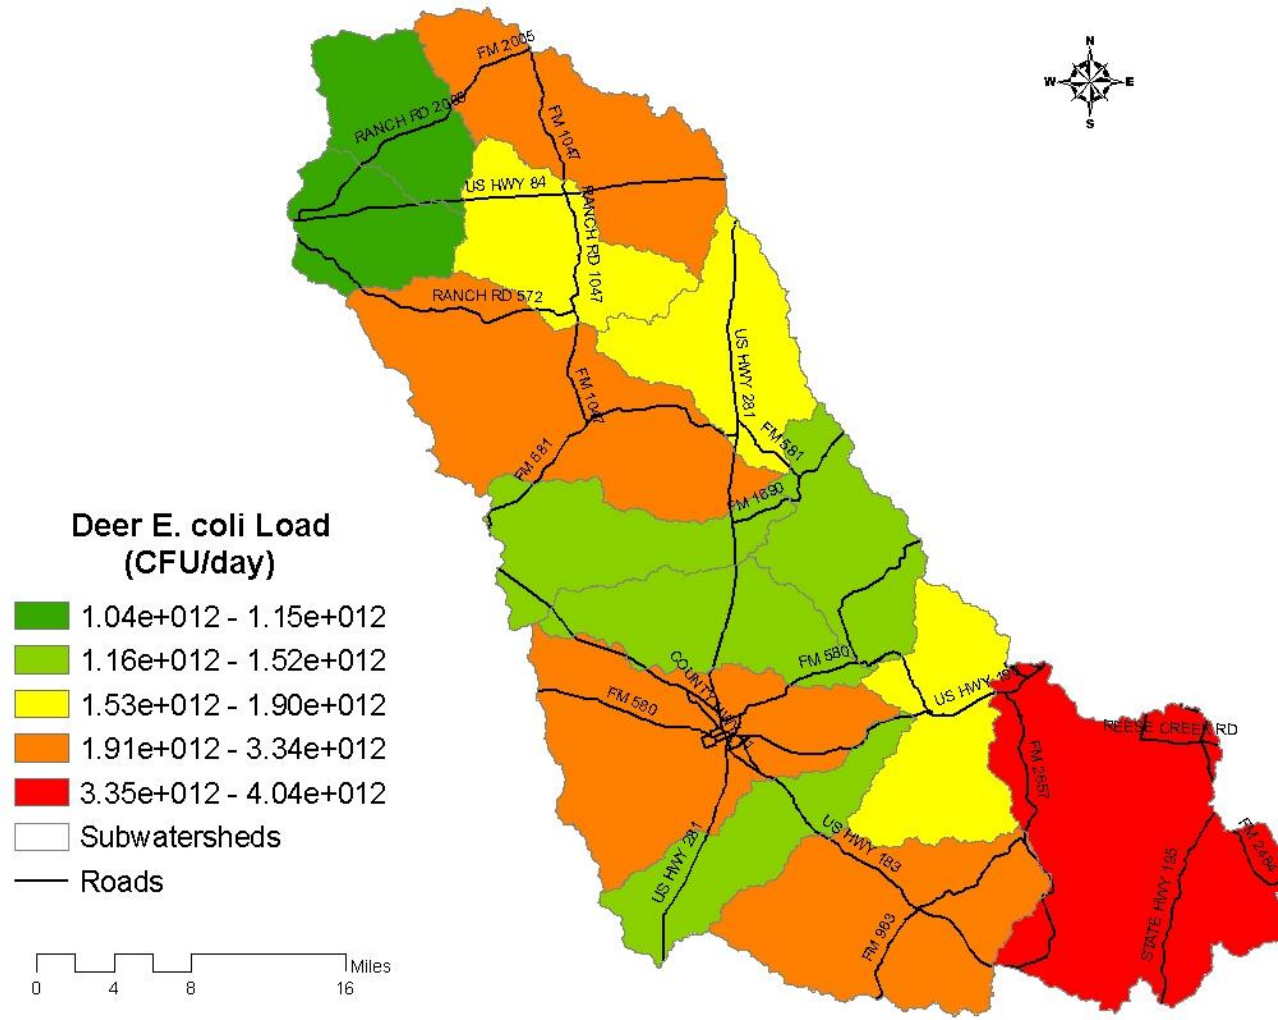 N
W E
S
FM 2005
RANCH RD 2005
FM 1047
US HWY 84
RANCH RD 1047
RANCH RD 572
US HWY 281
FM 1047
FM 581
FM 581
FM 1690
Deer E. coli Load
(CFU/day)
1.04e+012 - 1.15e+012
1.16e+012 - 1.52e+012
1.53e+012 - 1.90e+012
1.91e+012 - 3.34e+012
3.35e+012 - 4.04e+012
Subwatersheds
Roads
COUNTY
FM 580
FM 580
US HWY 190
REESE CREEK RD
FM 2657
US HWY 281
US HWY 183
FM 2484
STATE HWY 195
FM 963
Miles
0 4 8 16